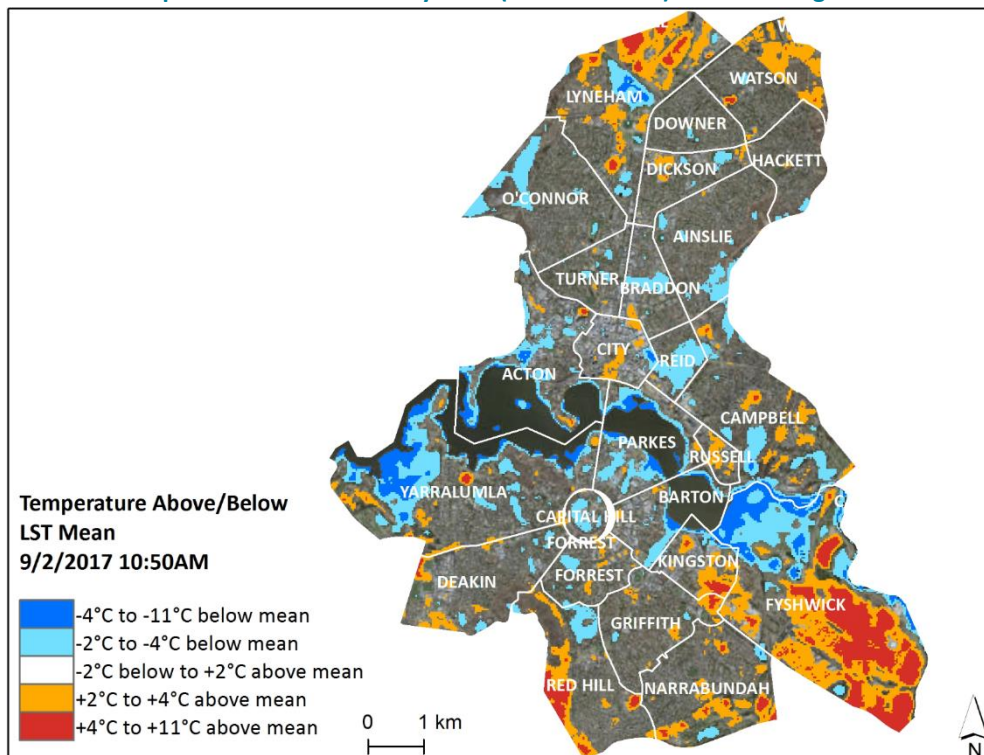 WATSON
LYNEHAM
DOWNER
DICKSON
HACKETT
O'CONNOR
AINSLIE
TURNER
BRADDON
CITY
REID
ACTON
CAMPBELL
PARKES
RUSSELL
YARRALUMLA
BARTON
CAPITAL HILL
FORREST
KINGSTON
DEAKIN
FORREST
FYSHWICK
GRIFFITH
RED HILL
NARRABUNDAH
Temperature Above/Below
LST Mean
9/2/2017 10:50AM
-4°C to -11°C below mean
-2°C to -4°C below mean
-2°C below to +2°C above mean
+2°C to +4°C above mean
+4°C to +11°C above mean
0 1 km
N